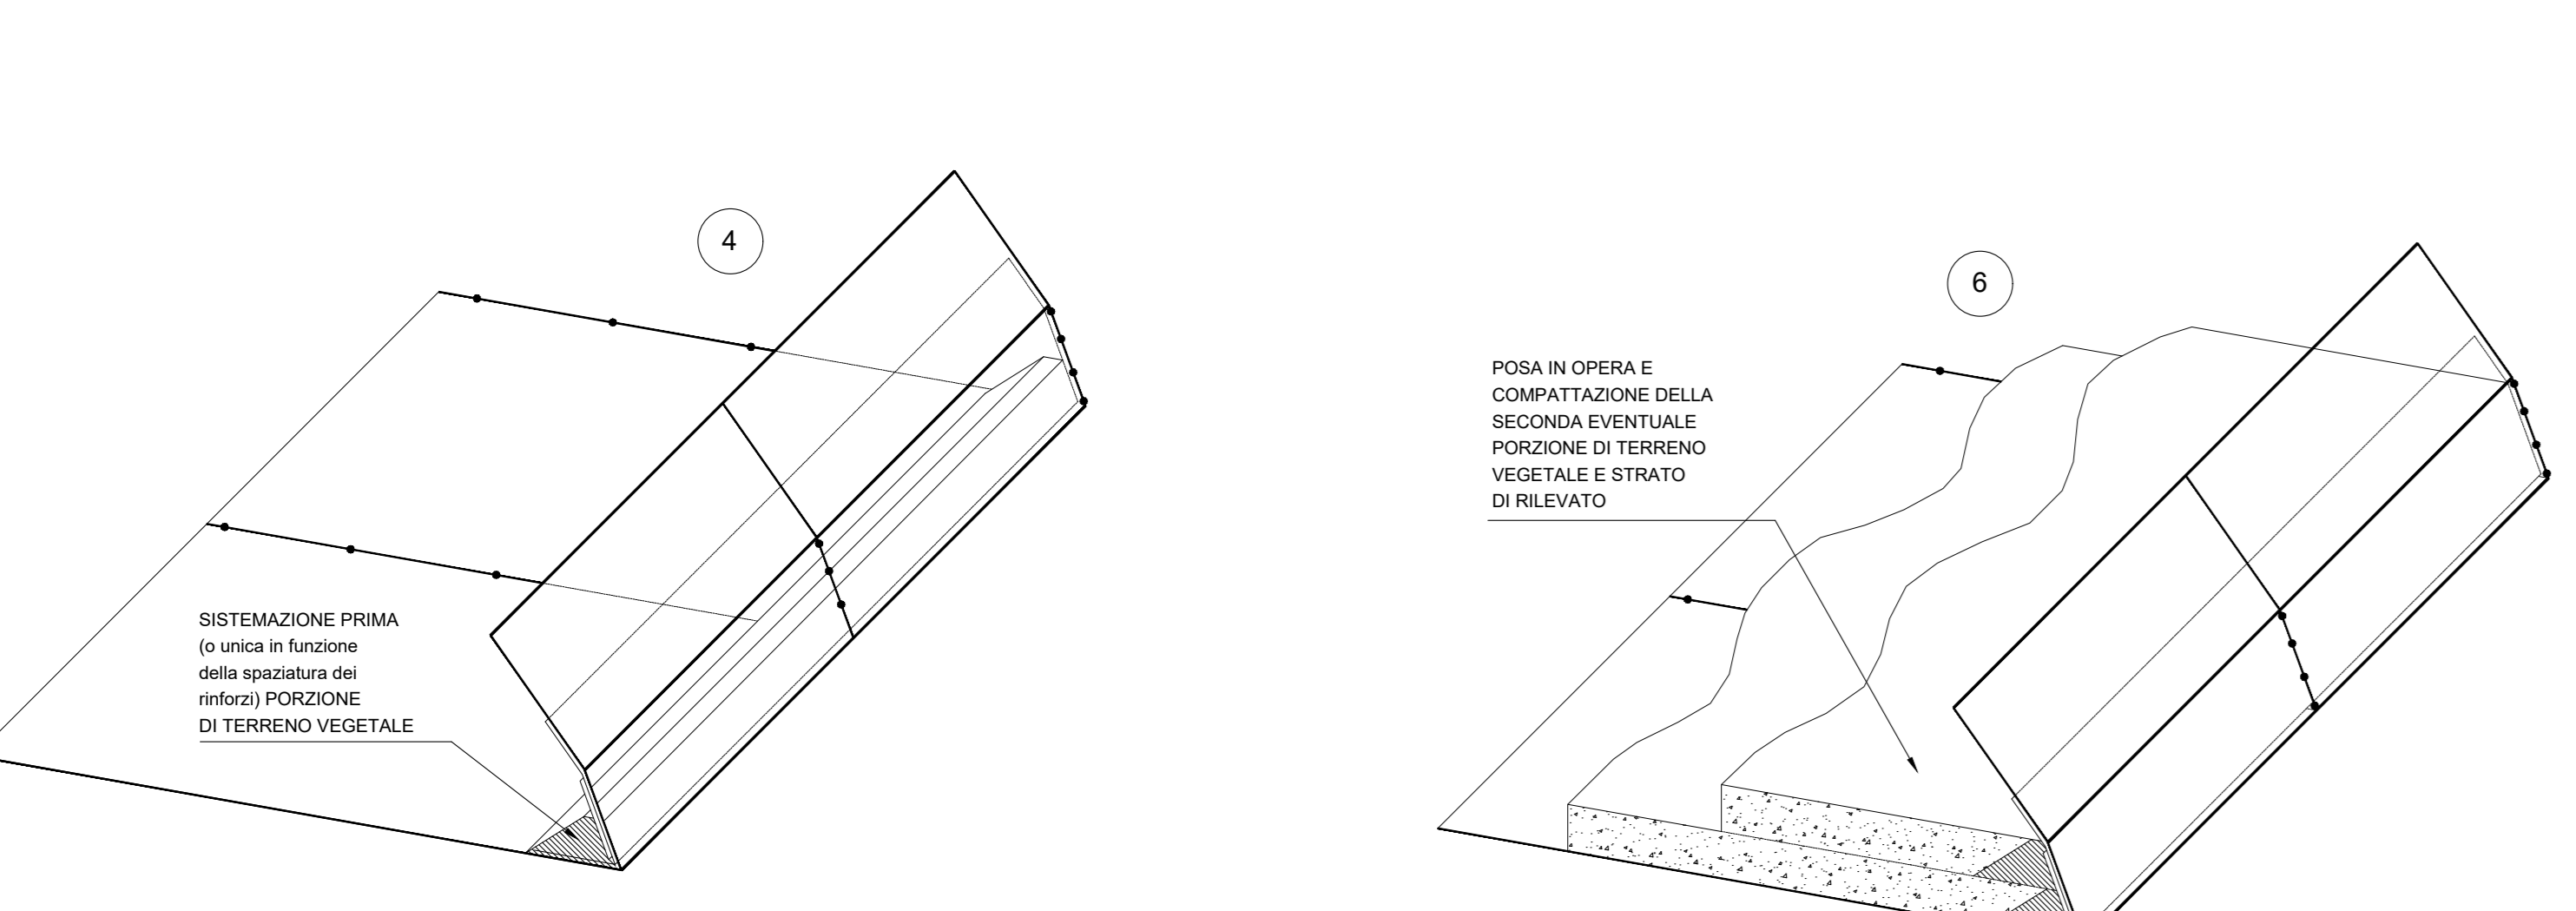 4
SISTEMAZIONE PRIMA
(o unica in funzione
della spaziatura dei
rinforzi) PORZIONE
DI TERRENO VEGETALE
6
POSA IN OPERA E
COMPATTAZIONE DELLA
SECONDA EVENTUALE
PORZIONE DI TERRENO
VEGETALE E STRATO
DI RILEVATO